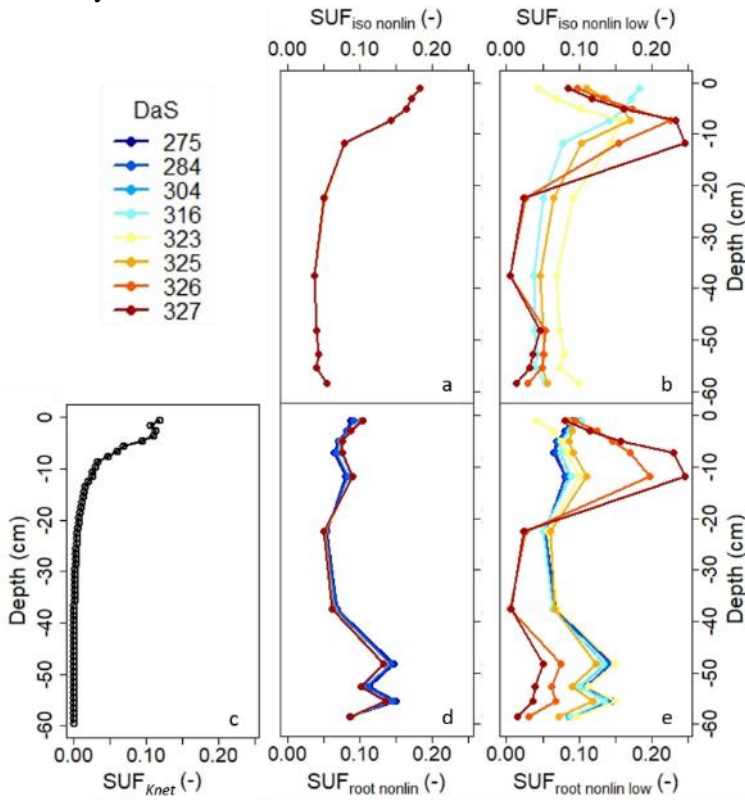 SUFiso nonlin (-)
SUFiso nonlin low (-)
0.00 0.10 0.20
0.00 0.10 0.20
DaS
275
284
304
316
323
325
326
327
0
-10
-20
-30
-40
-50
-60
Depth (cm)
a
b
0
-10
-20
-30
-40
-50
-60
Depth (cm)
c
d
e
0
-10
-20
-30
-40
-50
-60
Depth (cm)
0.00 0.10 0.20
0.00 0.10 0.20
0.00 0.10 0.20
SUFKnet (-)
SUFroot nonlin (-)
SUFroot nonlin low (-)